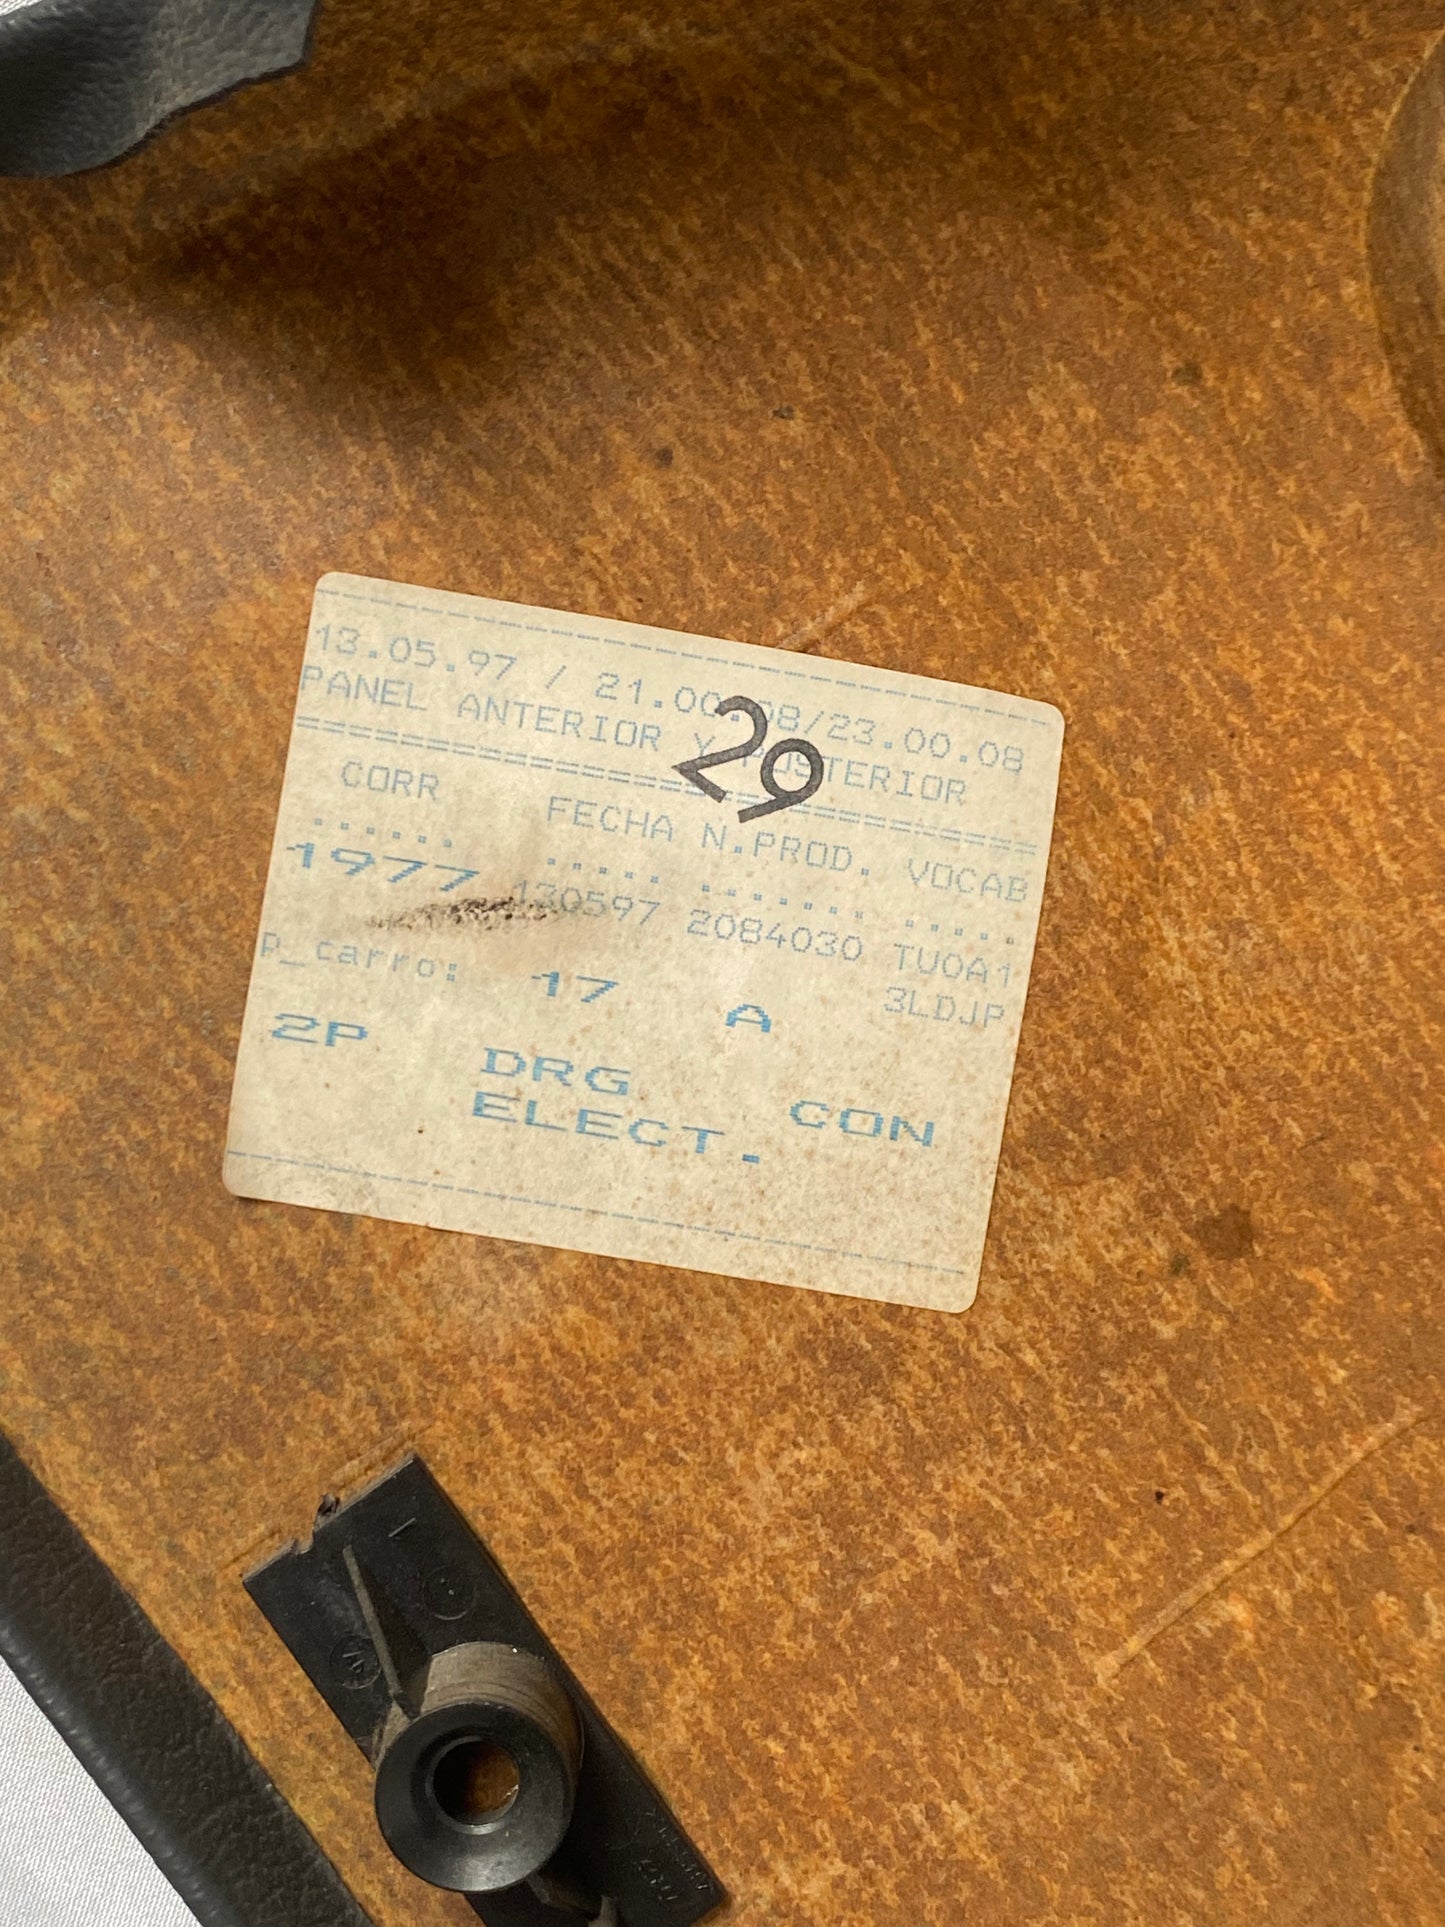 13.05.97 / 21.00.08/23.00.08
PANEL ANTERIOR Y POSTERIOR
29
CORR FECHA N.PROD. VOCAB
1977 130597 2084030 TUOA1
3LDJP
P_carro: 17 A
2P DRG
ELECT. CON